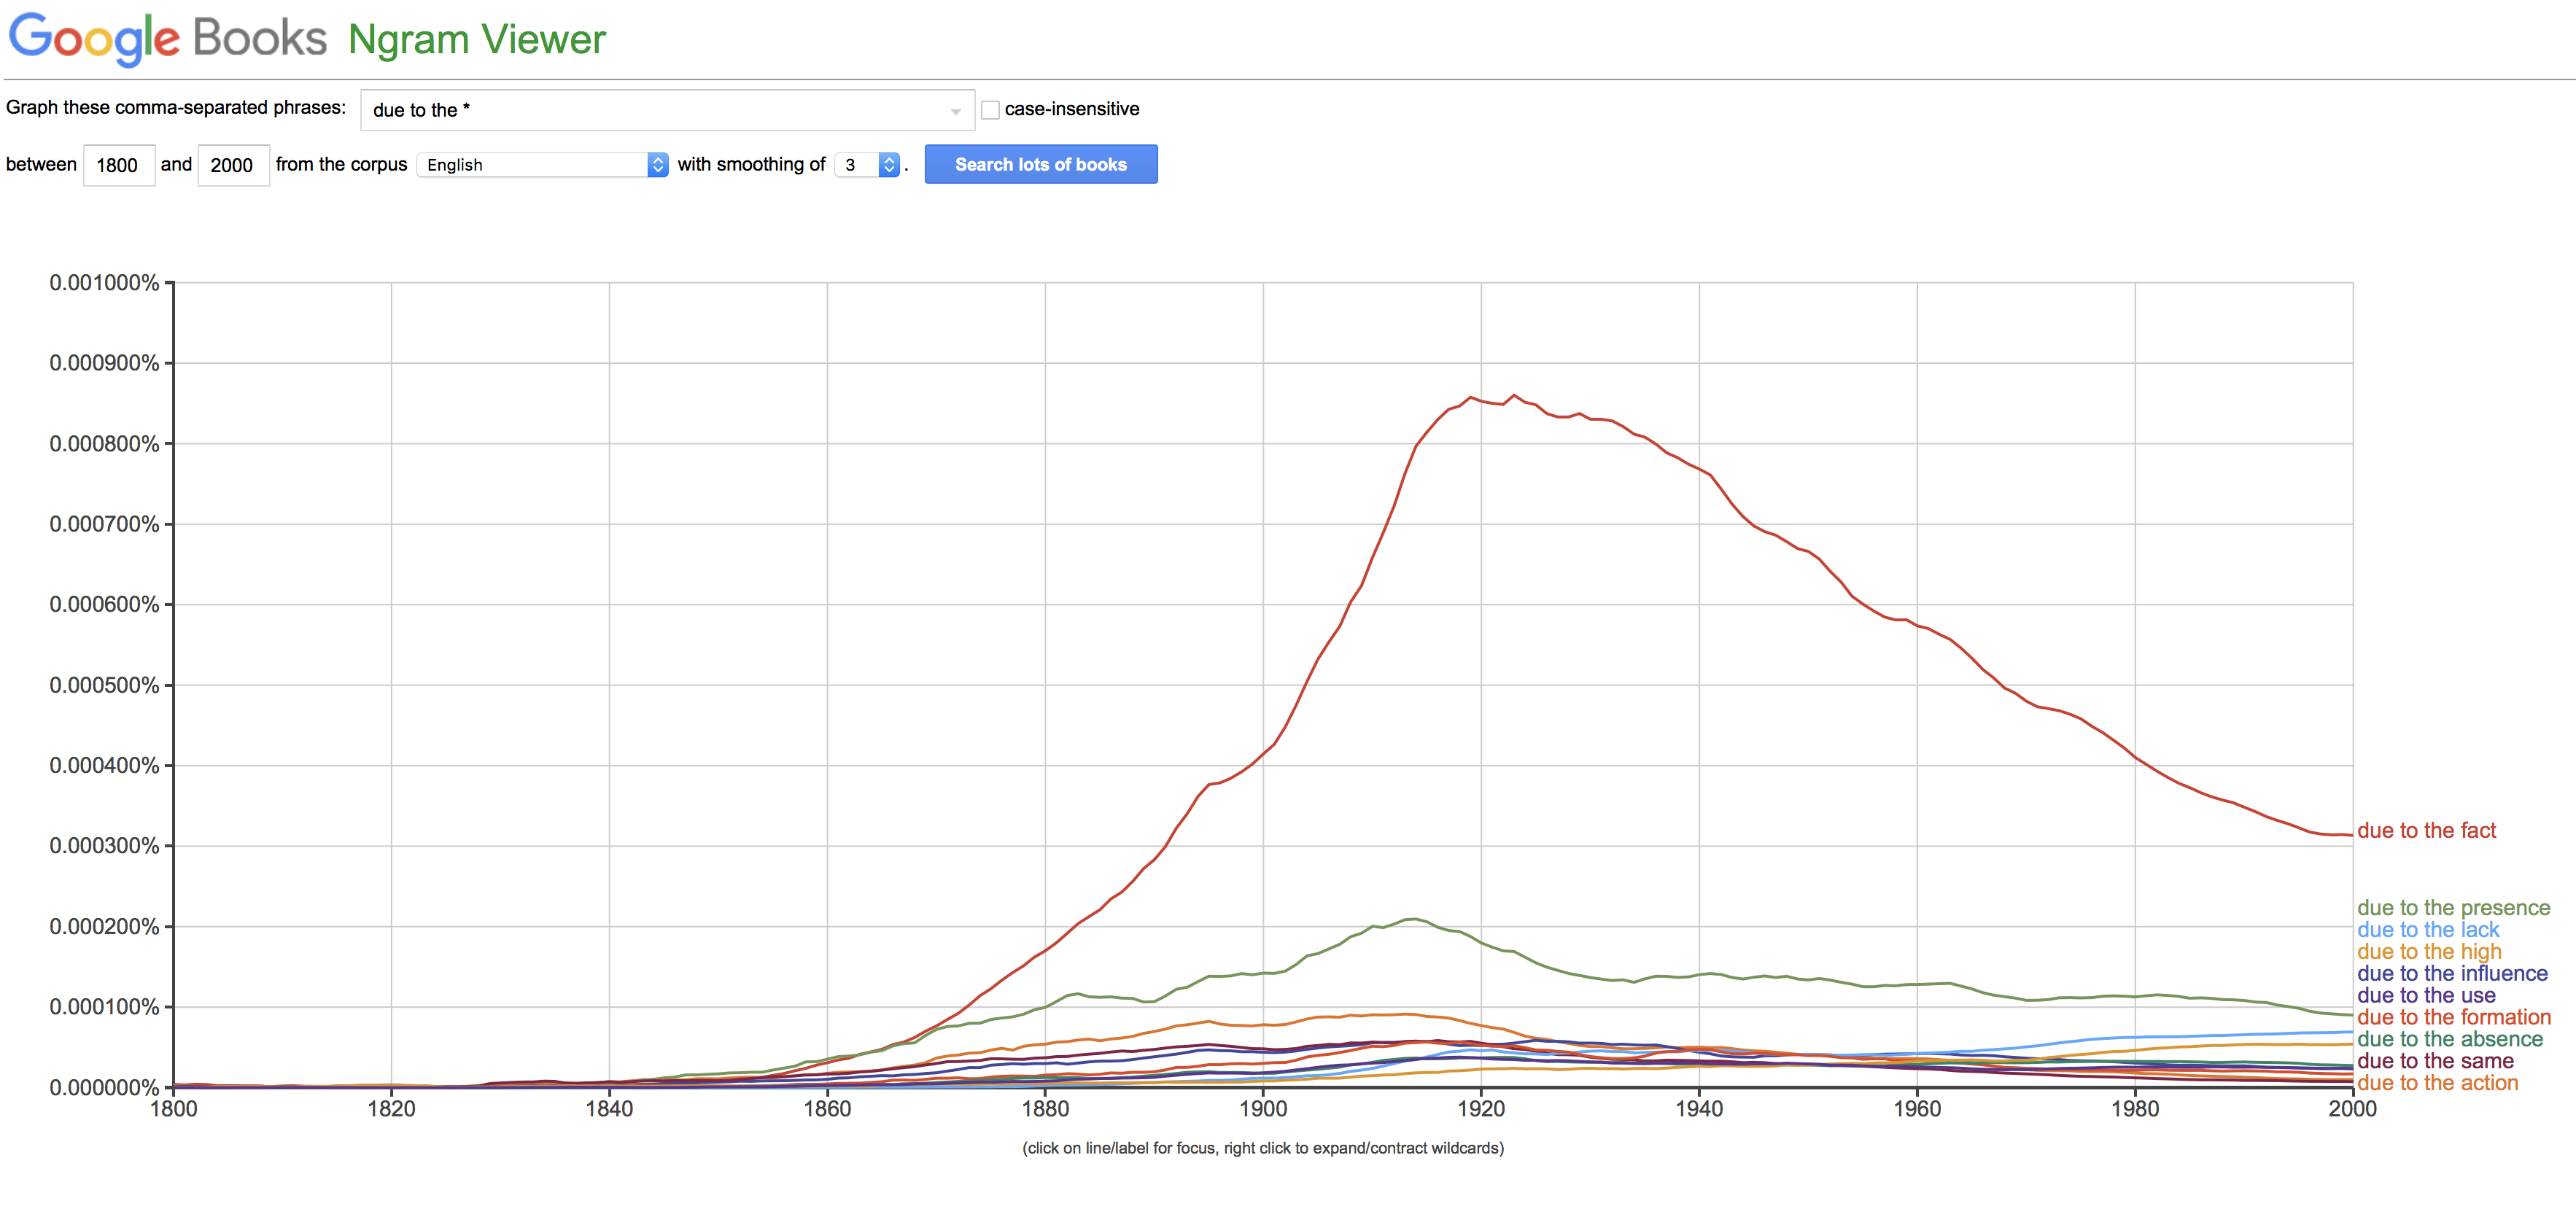 Google Books Ngram Viewer
Graph these comma-separated phrases: due to the * case-insensitive
between 1800 and 2000 from the corpus English with smoothing of 3 . Search lots of books
0.001000%
0.000900%
0.000800%
0.000700%
0.000600%
0.000500%
0.000400%
0.000300%
0.000200%
0.000100%
0.000000%
due to the fact
due to the presence
due to the lack
due to the high
due to the influence
due to the use
due to the formation
due to the absence
due to the same
due to the action
1800 1820 1840 1860 1880 1900 1920 1940 1960 1980 2000
(click on line/label for focus, right click to expand/contract wildcards)